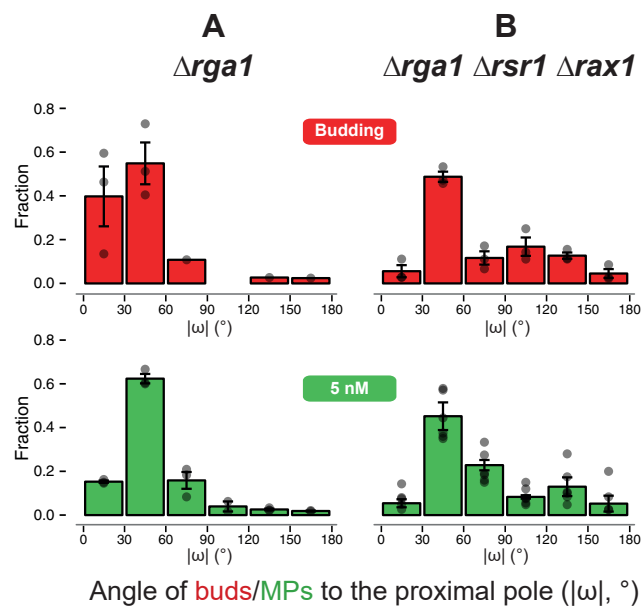 A
B
Δrga1
Δrga1 Δrsr1 Δrax1
Budding
Fraction
0.8
0.6
0.4
0.2
0.0
0 30 60 90 120 150 180
|ω| (°)
0 30 60 90 120 150 180
|ω| (°)
5 nM
Fraction
0.8
0.6
0.4
0.2
0.0
0 30 60 90 120 150 180
|ω| (°)
0 30 60 90 120 150 180
|ω| (°)
Angle of buds/MPs to the proximal pole (|ω|, °)